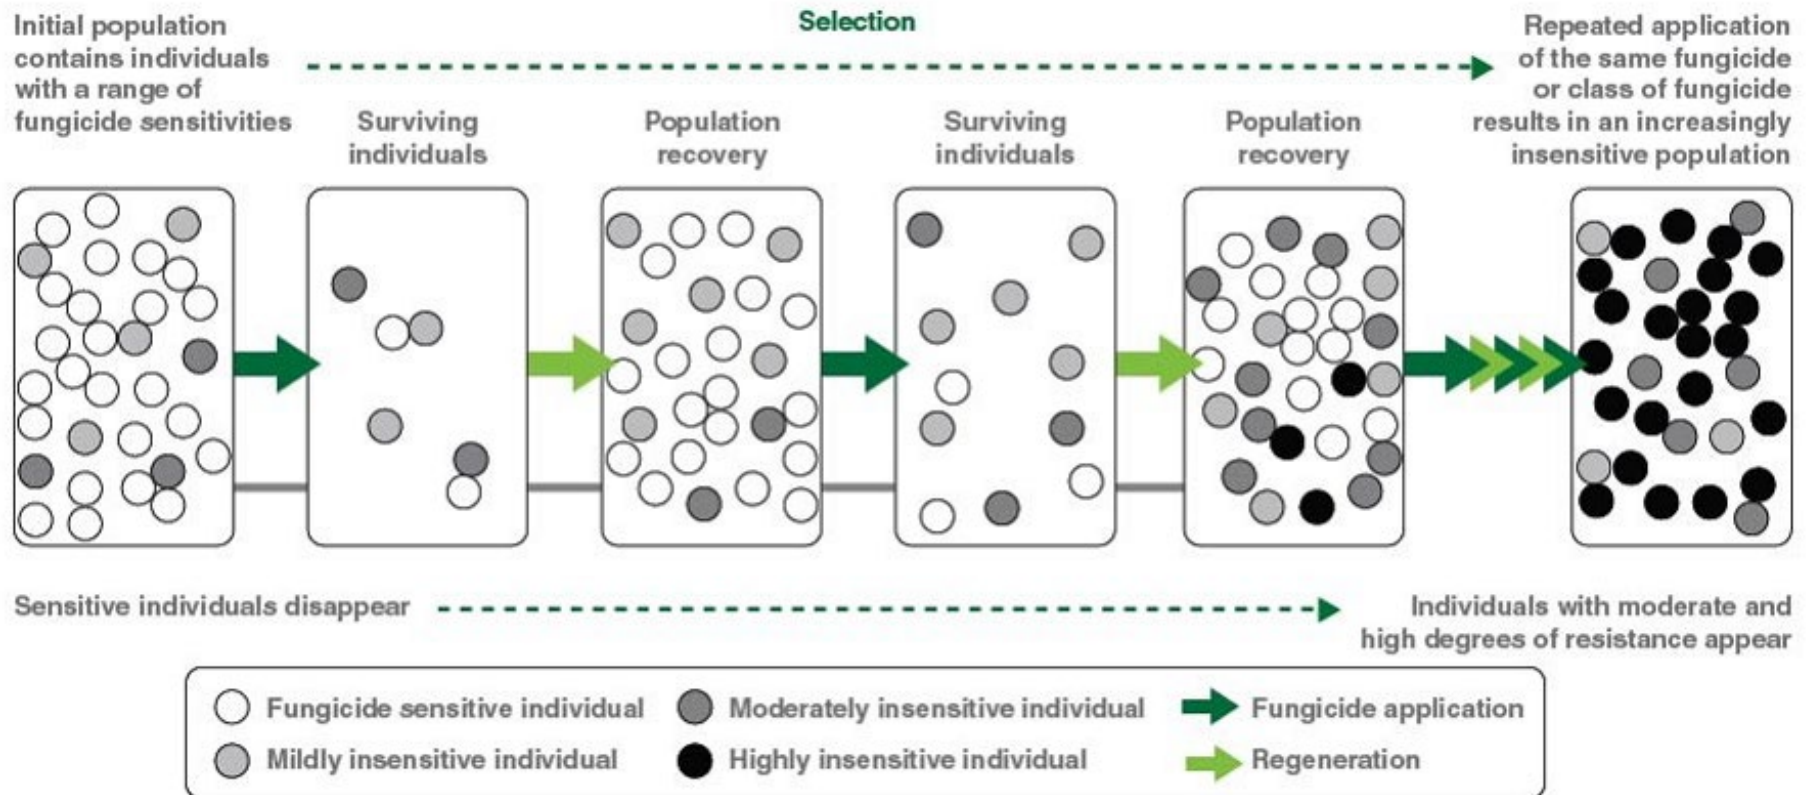 Initial population
contains individuals
with a range of
fungicide sensitivities
Selection
Repeated application
of the same fungicide
or class of fungicide
results in an increasingly
insensitive population
Surviving
individuals
Population
recovery
Surviving
individuals
Population
recovery
Sensitive individuals disappear
Individuals with moderate and
high degrees of resistance appear
Fungicide sensitive individual
Moderately insensitive individual
Fungicide application
Mildly insensitive individual
Highly insensitive individual
Regeneration